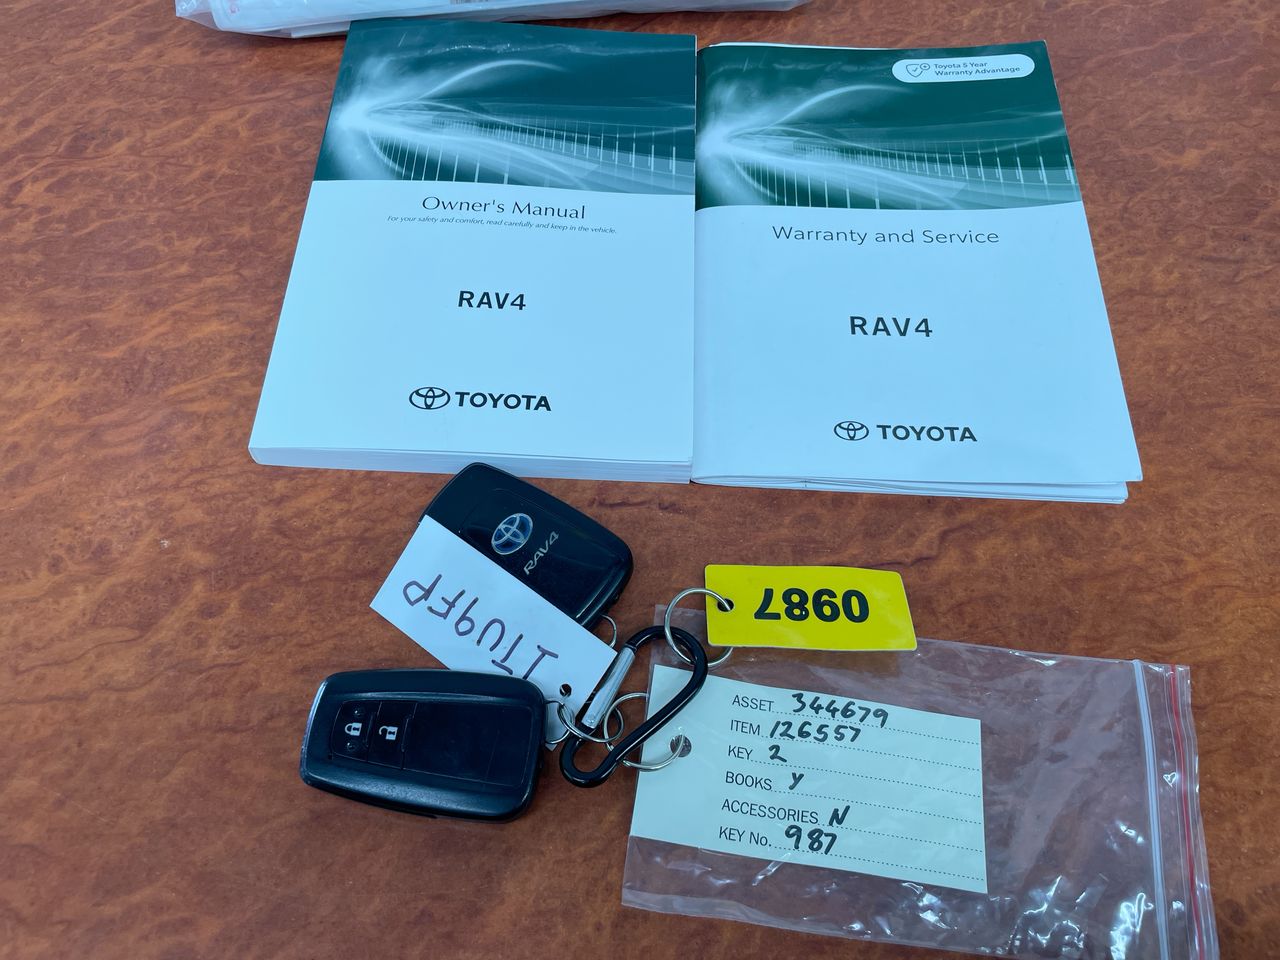 Owner's Manual
For your safety and comfort, read carefully and keep in the vehicle.
RAV4
TOYOTA
Toyota 5 Year
Warranty Advantage
Warranty and Service
RAV4
TOYOTA
RAV4
1TU9FP
0987
ASSET 344679
ITEM 126557
KEY 2
BOOKS Y
ACCESSORIES N
KEY No. 987